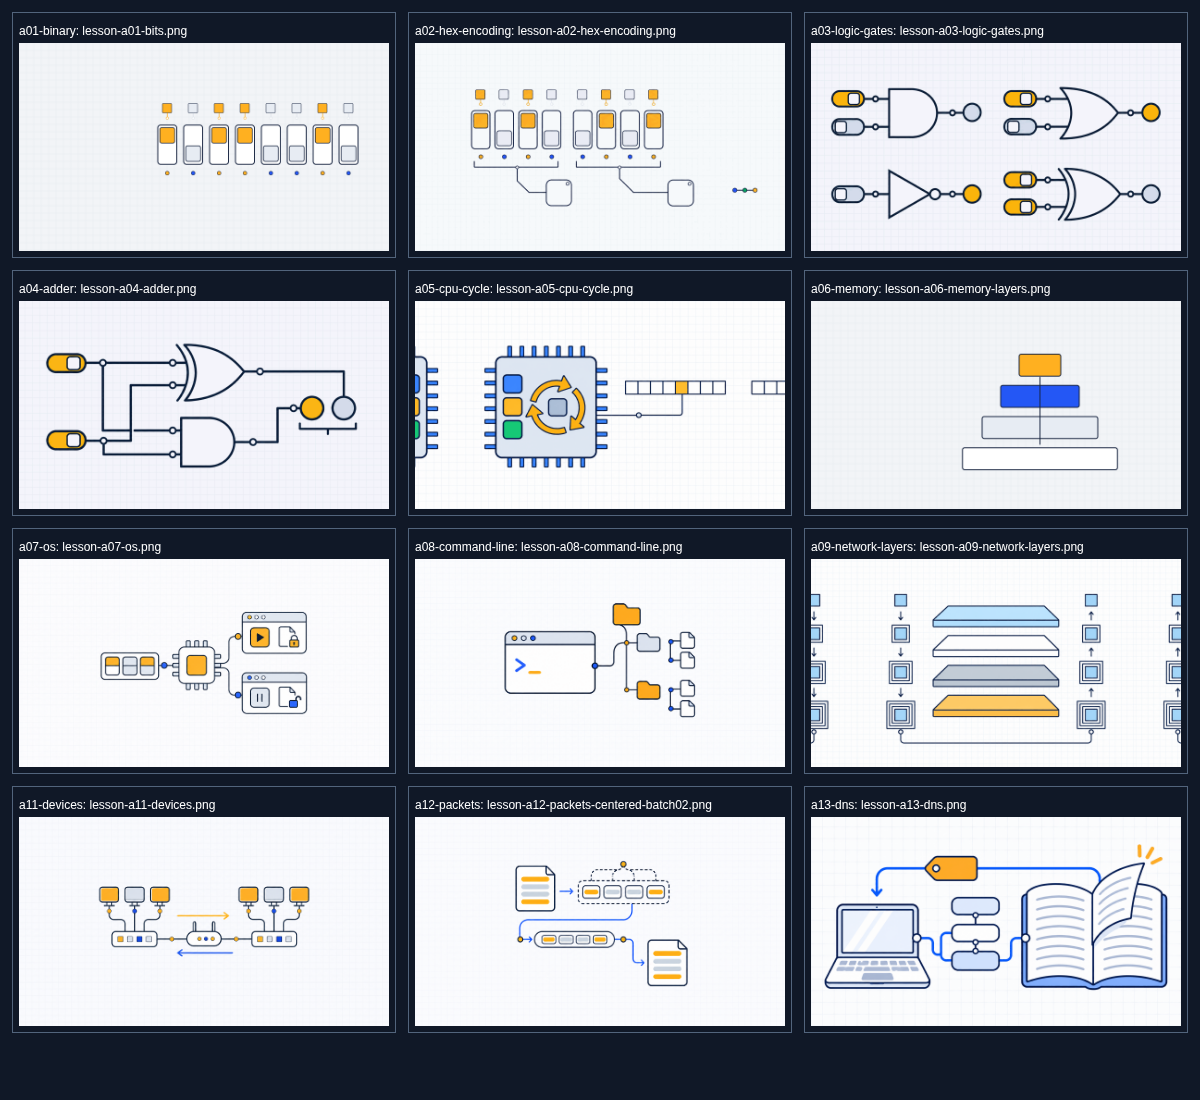 a01-binary: lesson-a01-bits.png
a02-hex-encoding: lesson-a02-hex-encoding.png
a03-logic-gates: lesson-a03-logic-gates.png
a04-adder: lesson-a04-adder.png
a05-cpu-cycle: lesson-a05-cpu-cycle.png
a06-memory: lesson-a06-memory-layers.png
a07-os: lesson-a07-os.png
a08-command-line: lesson-a08-command-line.png
a09-network-layers: lesson-a09-network-layers.png
a11-devices: lesson-a11-devices.png
a12-packets: lesson-a12-packets-centered-batch02.png
a13-dns: lesson-a13-dns.png